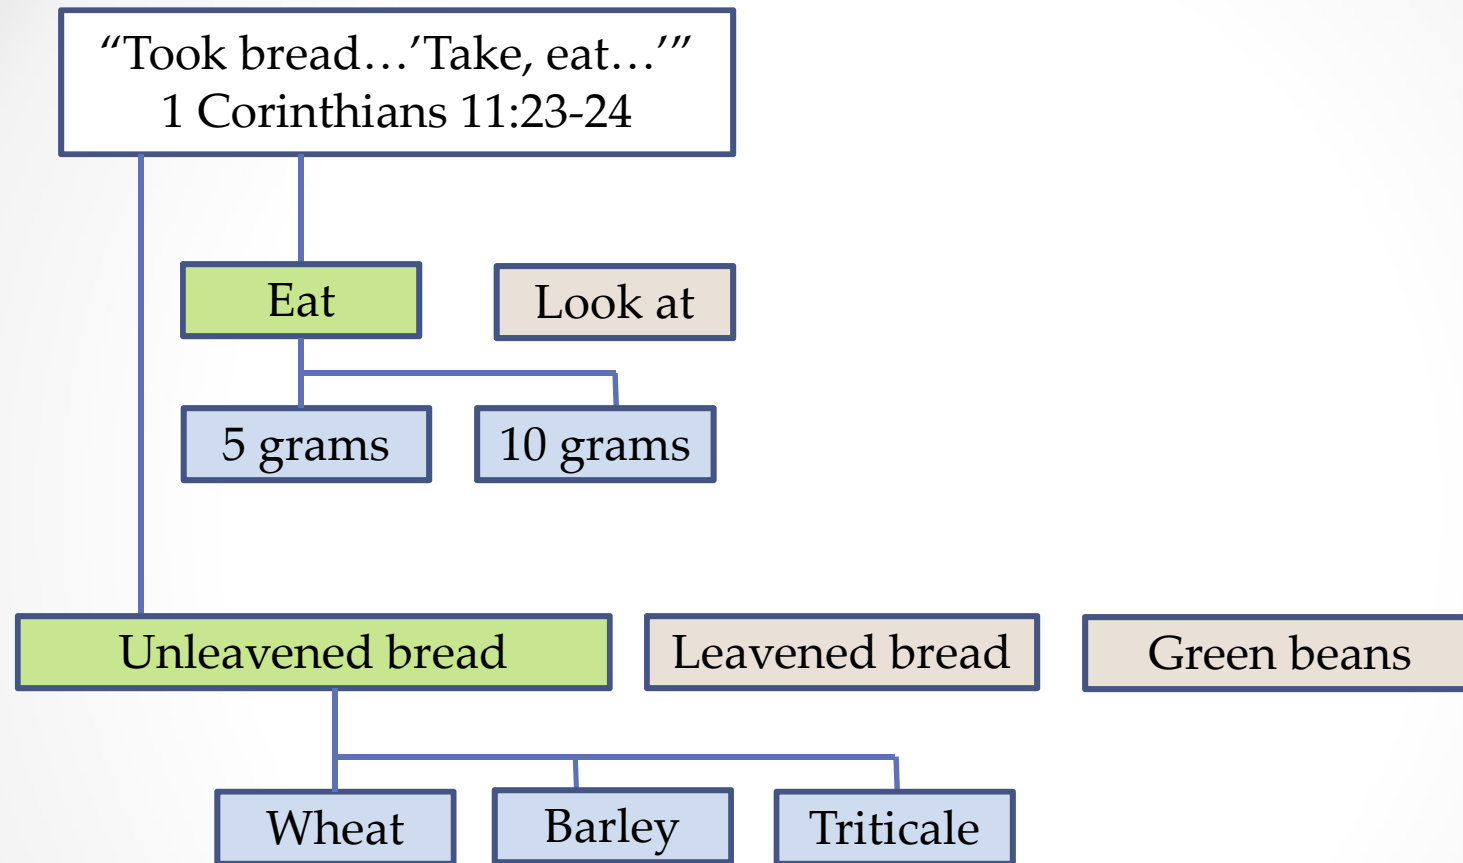 “Took bread…’Take, eat…’”
1 Corinthians 11:23-24
Eat
Look at
5 grams
10 grams
Unleavened bread
Leavened bread
Green beans
Wheat
Barley
Triticale